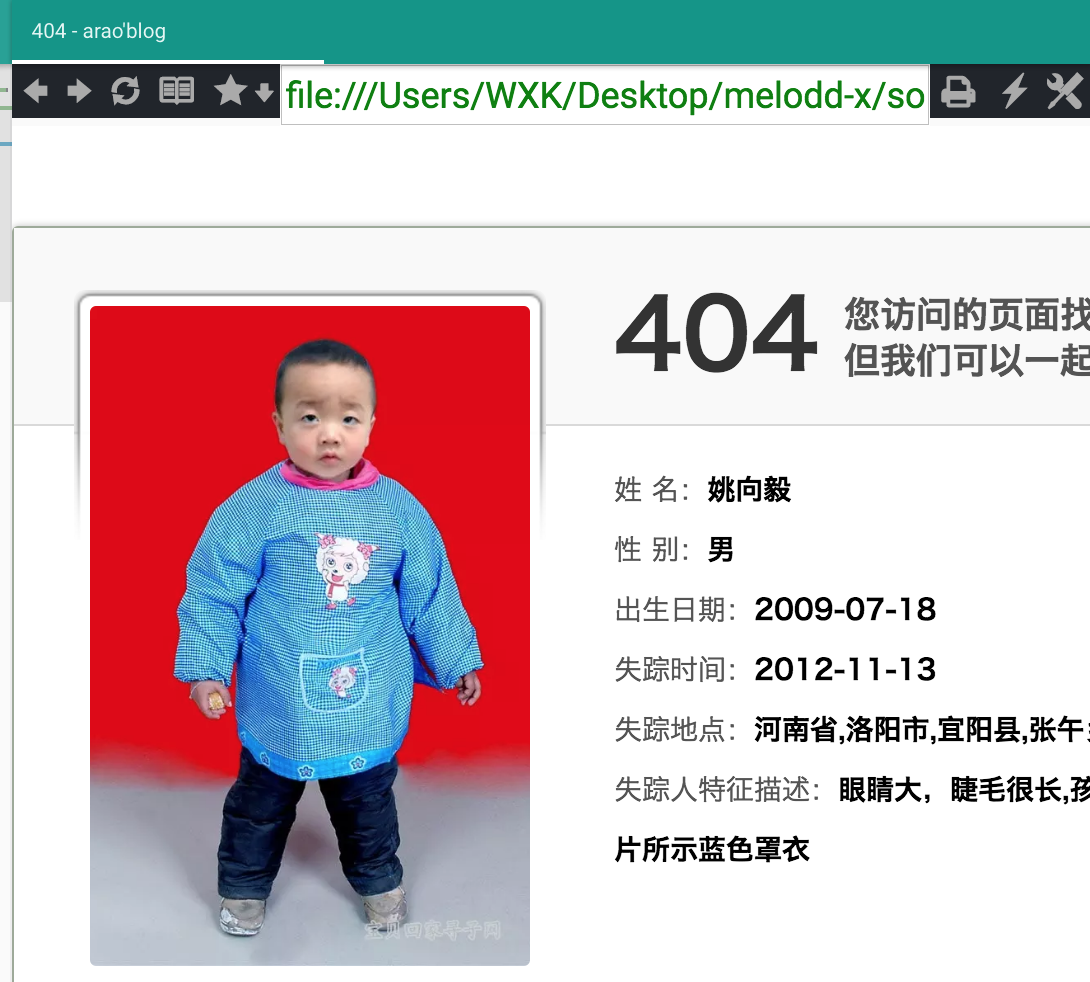 404 - arao'blog
file:///Users/WXK/Desktop/melodd-x/so
404
您访问的页面找
但我们可以一起
姓 名：姚向毅
性 别：男
出生日期：2009-07-18
失踪时间：2012-11-13
失踪地点：河南省,洛阳市,宜阳县,张午
失踪人特征描述：眼睛大，睫毛很长,孩
片所示蓝色罩衣
宝贝回家寻子网